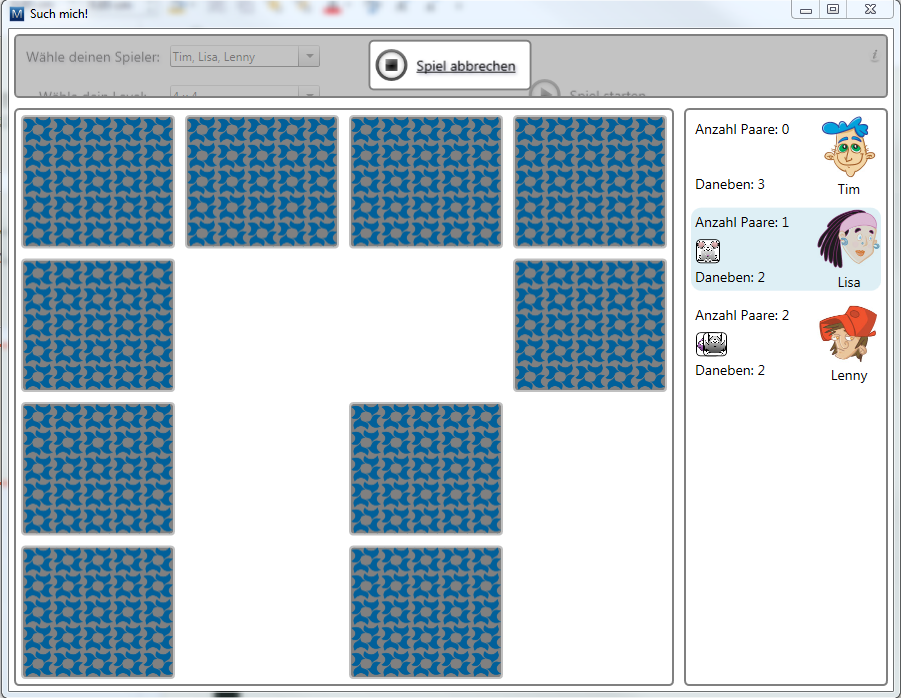 M Such mich!
Wähle deinen Spieler: Tim, Lisa, Lenny
Spiel abbrechen
i
Wähle dein Level: 4 x 4
Spiel starten
Anzahl Paare: 0
Daneben: 3
Tim
Anzahl Paare: 1
Daneben: 2
Lisa
Anzahl Paare: 2
Daneben: 2
Lenny